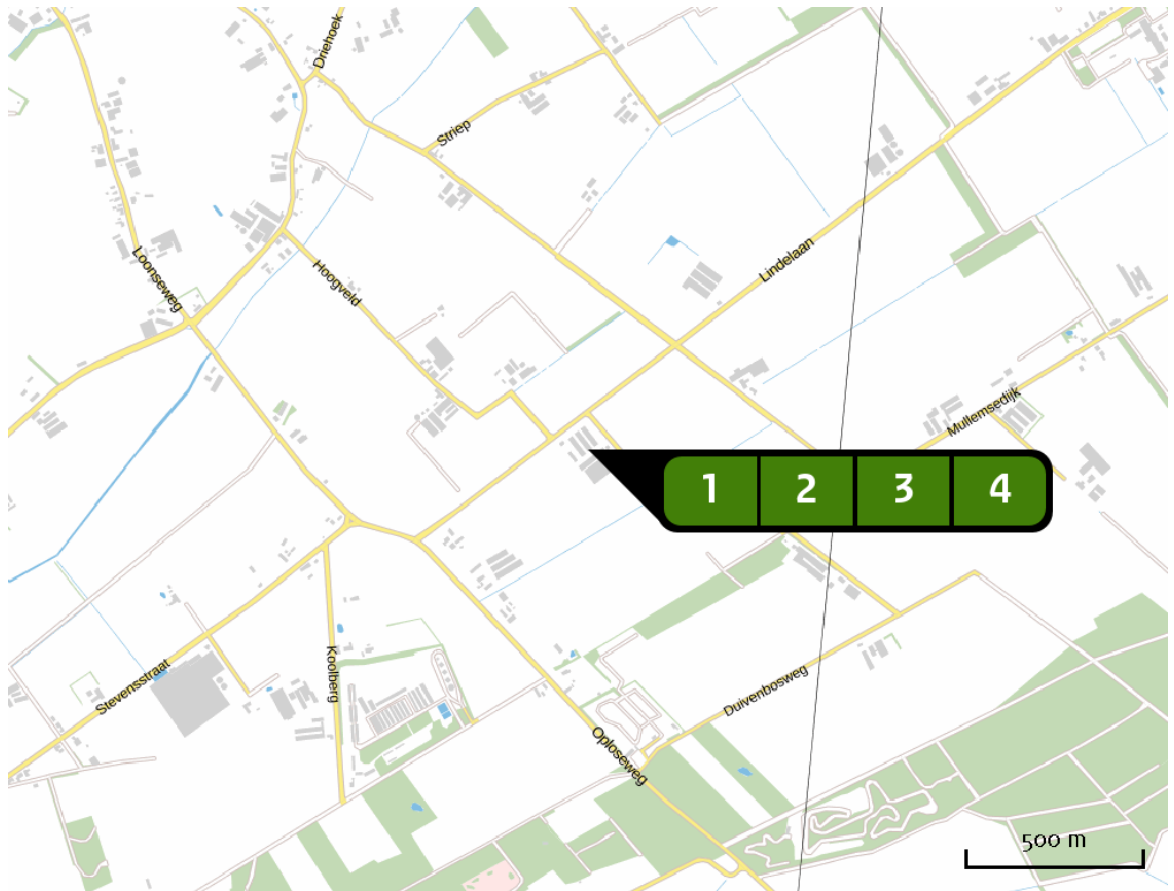 Driehoek
Striep
Loonseweg
Hoogveld
Lindelaan
Mullemsedijk
1 2 3 4
Koolberg
Stevensstraat
Duivenbosweg
Oploseweg
500 m